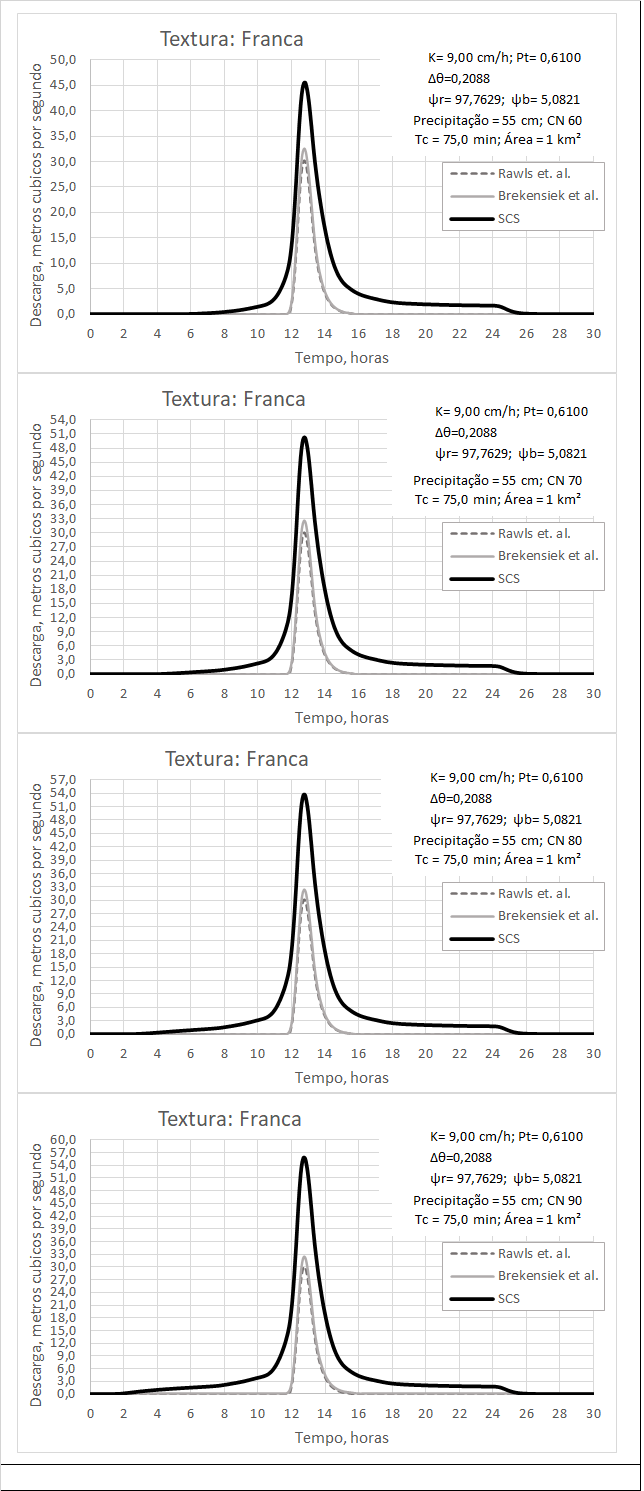 Textura: Franca
K= 9,00 cm/h; Pt= 0,6100
Δθ=0,2088
ψr= 97,7629; ψb= 5,0821
Precipitação = 55 cm; CN 60
Tc = 75,0 min; Área = 1 km²
Rawls et. al.
Brekensiek et al.
SCS
Descarga, metros cubicos por segundo
50,0
45,0
40,0
35,0
30,0
25,0
20,0
15,0
10,0
5,0
0,0
0 2 4 6 8 10 12 14 16 18 20 22 24 26 28 30
Tempo, horas
Textura: Franca
K= 9,00 cm/h; Pt= 0,6100
Δθ=0,2088
ψr= 97,7629; ψb= 5,0821
Precipitação = 55 cm; CN 70
Tc = 75,0 min; Área = 1 km²
Rawls et. al.
Brekensiek et al.
SCS
Descarga, metros cubicos por segundo
54,0
51,0
48,0
45,0
42,0
39,0
36,0
33,0
30,0
27,0
24,0
21,0
18,0
15,0
12,0
9,0
6,0
3,0
0,0
0 2 4 6 8 10 12 14 16 18 20 22 24 26 28 30
Tempo, horas
Textura: Franca
K= 9,00 cm/h; Pt= 0,6100
Δθ=0,2088
ψr= 97,7629; ψb= 5,0821
Precipitação = 55 cm; CN 80
Tc = 75,0 min; Área = 1 km²
Rawls et. al.
Brekensiek et al.
SCS
Descarga, metros cubicos por segundo
57,0
54,0
51,0
48,0
45,0
42,0
39,0
36,0
33,0
30,0
27,0
24,0
21,0
18,0
15,0
12,0
9,0
6,0
3,0
0,0
0 2 4 6 8 10 12 14 16 18 20 22 24 26 28 30
Tempo, horas
Textura: Franca
K= 9,00 cm/h; Pt= 0,6100
Δθ=0,2088
ψr= 97,7629; ψb= 5,0821
Precipitação = 55 cm; CN 90
Tc = 75,0 min; Área = 1 km²
Rawls et. al.
Brekensiek et al.
SCS
Descarga, metros cubicos por segundo
60,0
57,0
54,0
51,0
48,0
45,0
42,0
39,0
36,0
33,0
30,0
27,0
24,0
21,0
18,0
15,0
12,0
9,0
6,0
3,0
0,0
0 2 4 6 8 10 12 14 16 18 20 22 24 26 28 30
Tempo, horas